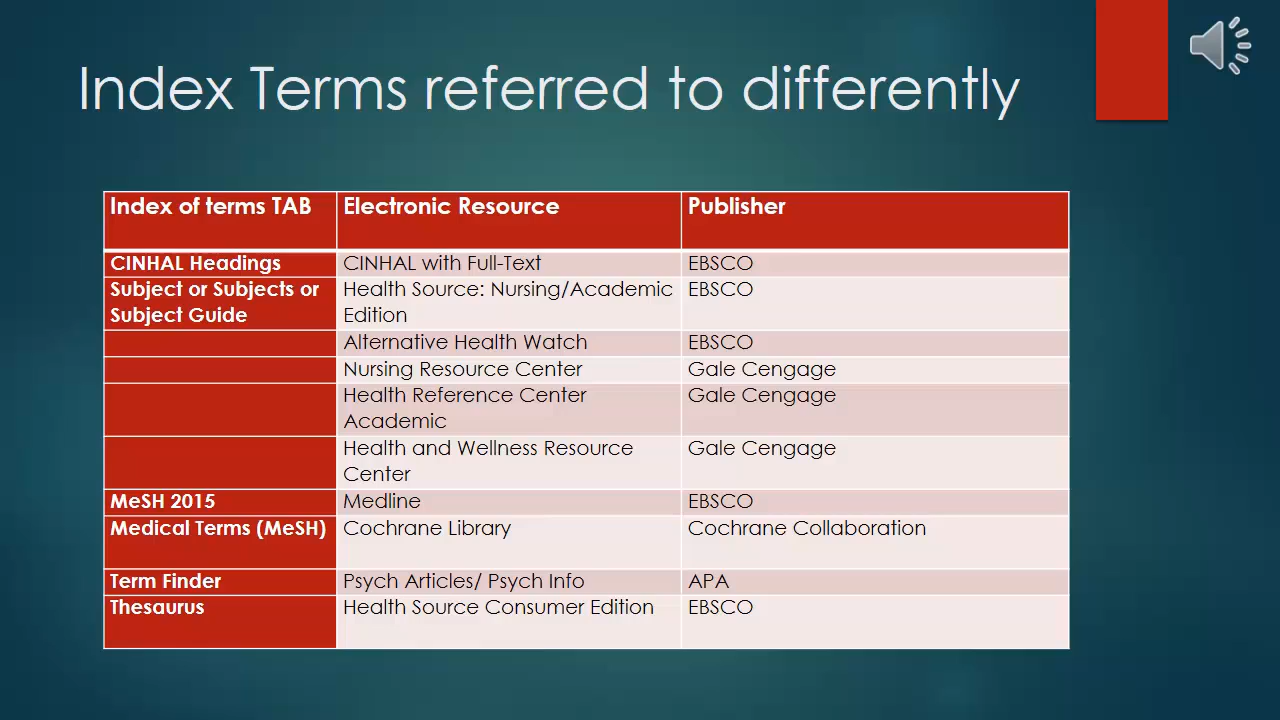 Index Terms referred to differently
Index of terms TAB Electronic Resource Publisher
CINHAL Headings CINHAL with Full-Text EBSCO
Subject or Subjects or Health Source: Nursing/Academic EBSCO
Subject Guide Edition
Alternative Health Watch EBSCO
Nursing Resource Center Gale Cengage
Health Reference Center Gale Cengage
Academic
Health and Wellness Resource Gale Cengage
Center
MeSH 2015 Medline EBSCO
Medical Terms (MeSH) Cochrane Library Cochrane Collaboration
Term Finder Psych Articles/ Psych Info APA
Thesaurus Health Source Consumer Edition EBSCO